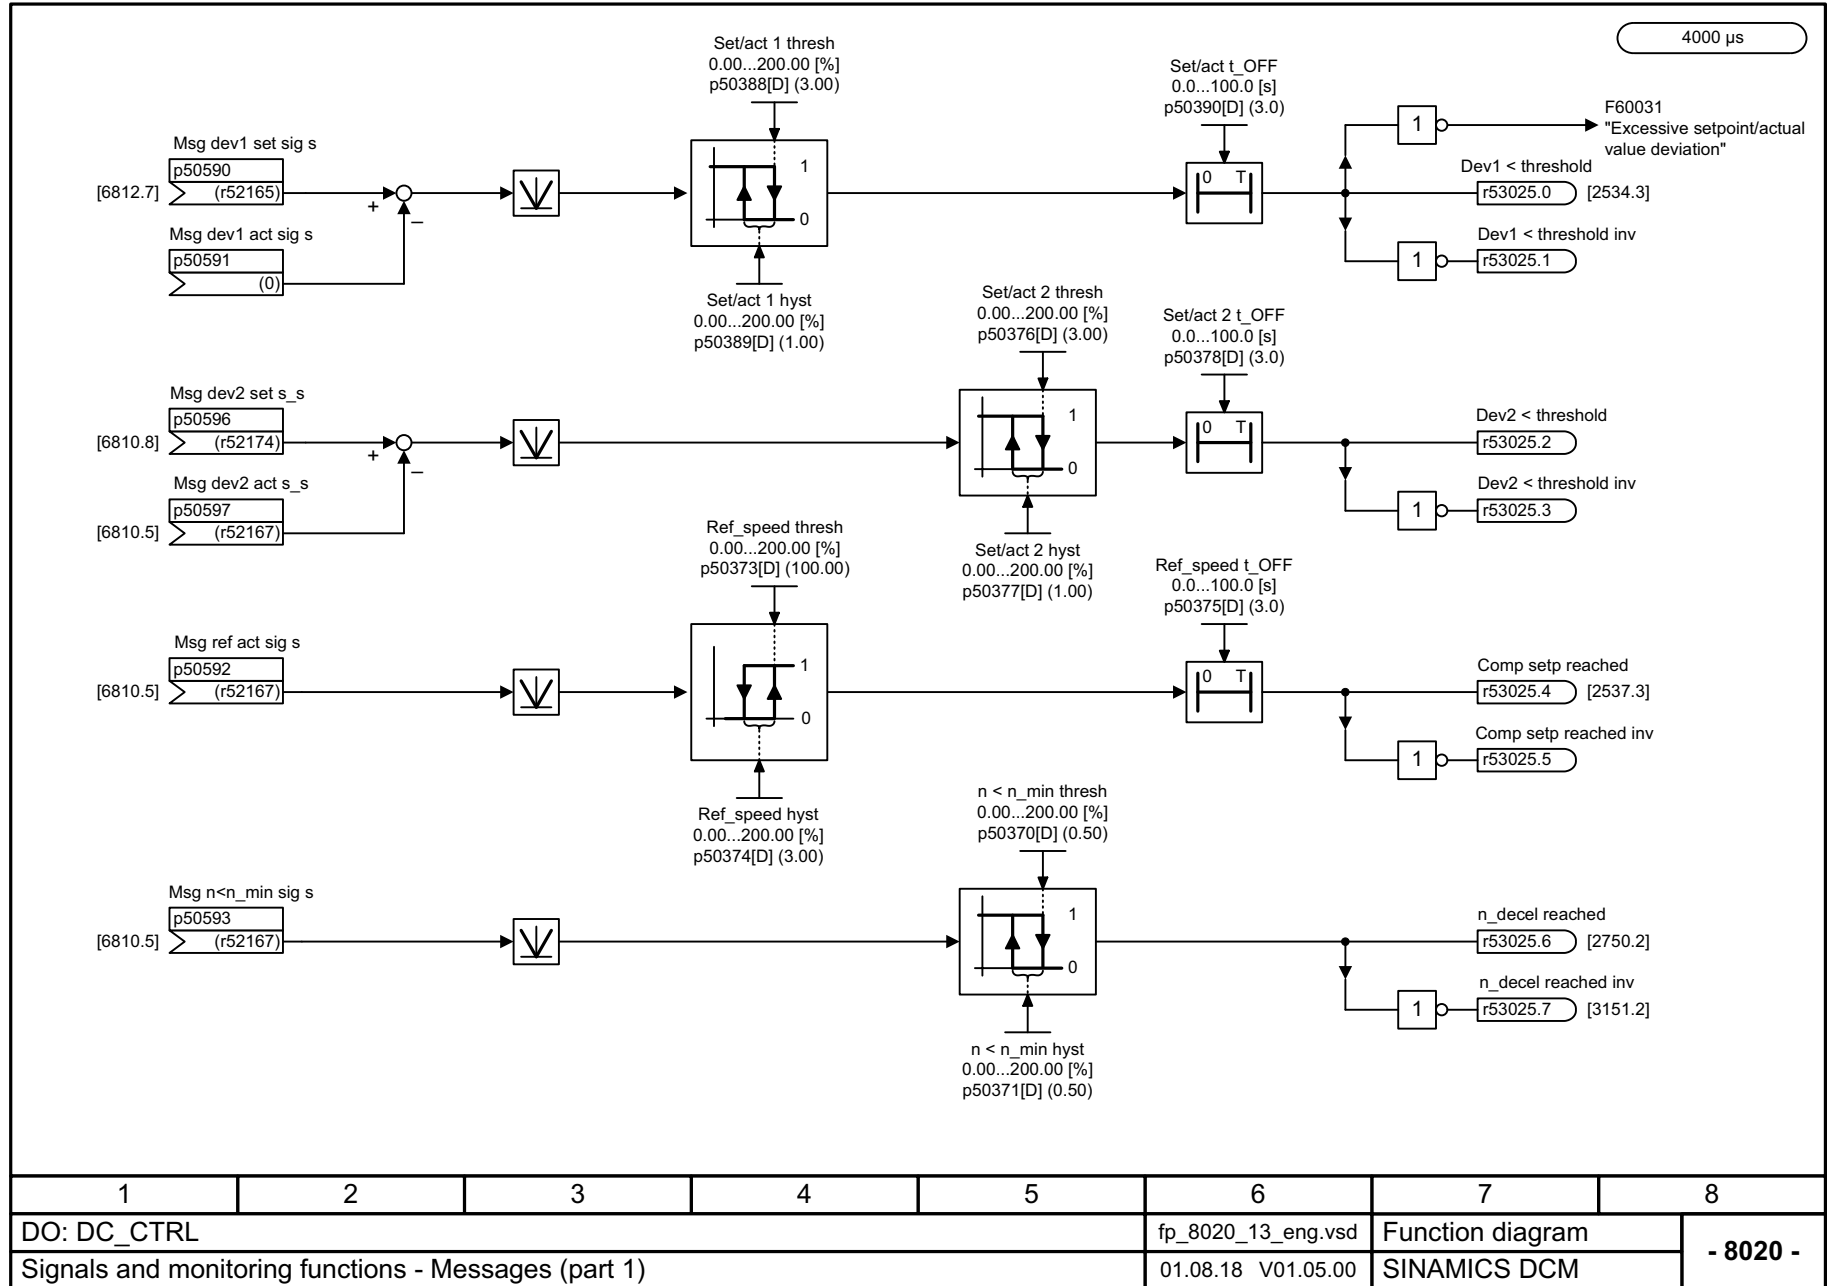 4000 µs
Set/act 1 thresh
0.00...200.00 [%]
p50388[D] (3.00)
Set/act t_OFF
0.0...100.0 [s]
p50390[D] (3.0)
Msg dev1 set sig s
p50590
[6812.7] (r52165)
+
–
Msg dev1 act sig s
p50591
(0)
1
0
0 T
1
F60031
"Excessive setpoint/actual
value deviation"
Dev1 < threshold
r53025.0 [2534.3]
Dev1 < threshold inv
1 r53025.1
Set/act 1 hyst
0.00...200.00 [%]
p50389[D] (1.00)
Set/act 2 thresh
0.00...200.00 [%]
p50376[D] (3.00)
Set/act 2 t_OFF
0.0...100.0 [s]
p50378[D] (3.0)
Msg dev2 set s_s
p50596
[6810.8] (r52174)
+
–
Msg dev2 act s_s
p50597
[6810.5] (r52167)
1
0
0 T
Dev2 < threshold
r53025.2
Dev2 < threshold inv
1 r53025.3
Set/act 2 hyst
0.00...200.00 [%]
p50377[D] (1.00)
Ref_speed thresh
0.00...200.00 [%]
p50373[D] (100.00)
Ref_speed t_OFF
0.0...100.0 [s]
p50375[D] (3.0)
Msg ref act sig s
p50592
[6810.5] (r52167)
1
0
0 T
Comp setp reached
r53025.4 [2537.3]
Comp setp reached inv
1 r53025.5
Ref_speed hyst
0.00...200.00 [%]
p50374[D] (3.00)
n < n_min thresh
0.00...200.00 [%]
p50370[D] (0.50)
Msg n<n_min sig s
p50593
[6810.5] (r52167)
1
0
n_decel reached
r53025.6 [2750.2]
n_decel reached inv
1 r53025.7 [3151.2]
n < n_min hyst
0.00...200.00 [%]
p50371[D] (0.50)
1 2 3 4 5 6 7 8
DO: DC_CTRL fp_8020_13_eng.vsd Function diagram
- 8020 -
Signals and monitoring functions - Messages (part 1) 01.08.18 V01.05.00 SINAMICS DCM